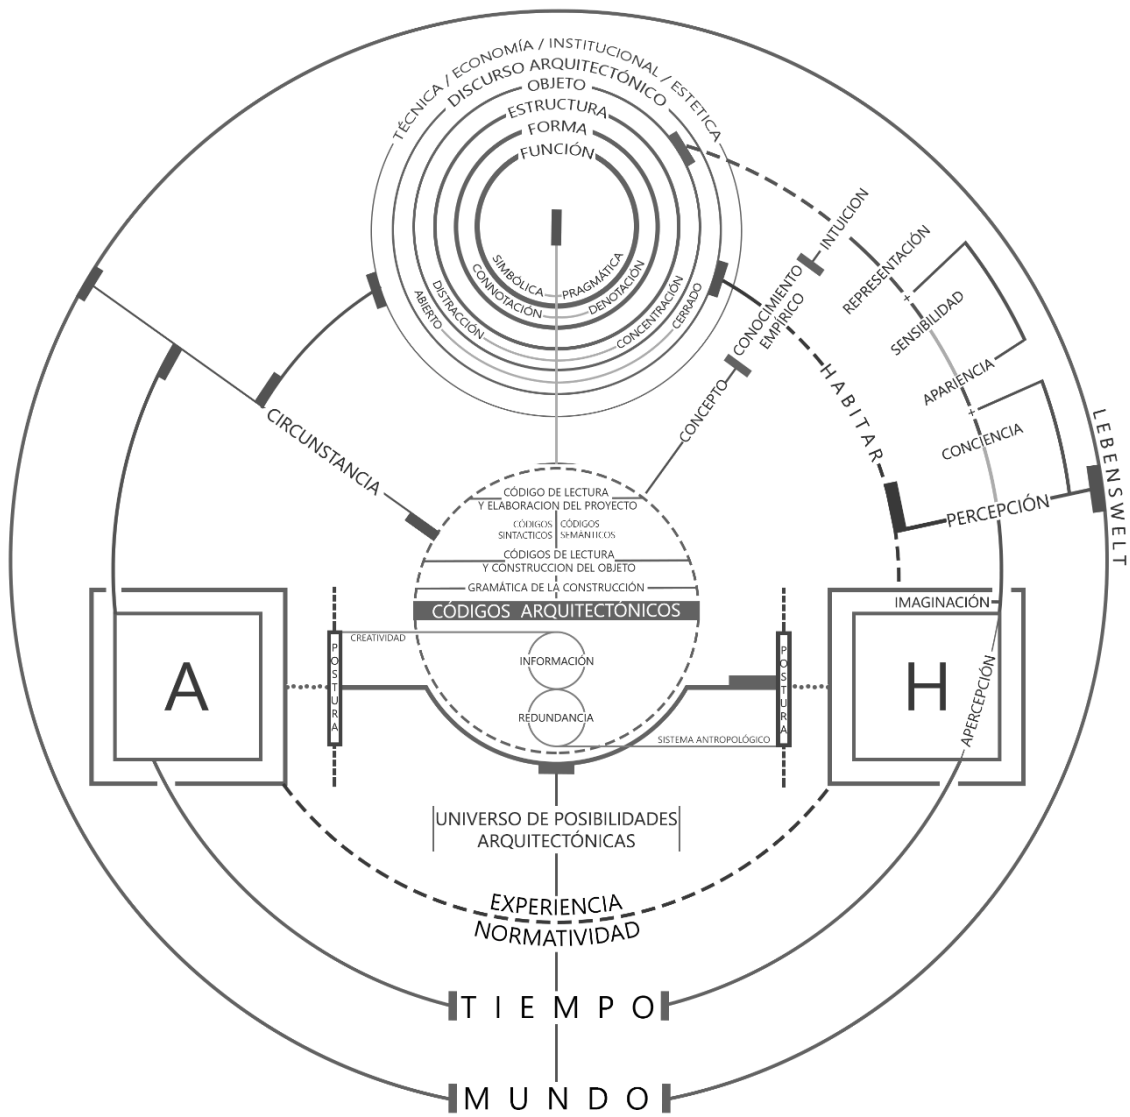 TÉCNICA / ECONOMÍA / INSTITUCIONAL / ESTETICA
DISCURSO ARQUITECTÓNICO
OBJETO
ESTRUCTURA
FORMA
FUNCIÓN
SIMBÓLICA
PRAGMÁTICA
CONNOTACIÓN
DENOTACIÓN
DISTRACCIÓN
CONCENTRACIÓN
ABIERTO
CERRADO
INTUICION
CONOCIMIENTO
EMPÍRICO
CONCEPTO
REPRESENTACIÓN
+
SENSIBILIDAD
APARIENCIA
+
CONCIENCIA
HABITAR
PERCEPCIÓN
LEBENSWELT
CIRCUNSTANCIA
CÓDIGO DE LECTURA
Y ELABORACION DEL PROYECTO
CÓDIGOS
SINTACTICOS
CÓDIGOS
SEMÁNTICOS
CÓDIGOS DE LECTURA
Y CONSTRUCCION DEL OBJETO
GRAMÁTICA DE LA CONSTRUCCIÓN
CÓDIGOS ARQUITECTÓNICOS
A
POSTURA
CREATIVIDAD
INFORMACIÓN
REDUNDANCIA
SISTEMA ANTROPOLÓGICO
POSTURA
IMAGINACIÓN
H
APERCEPCIÓN
UNIVERSO DE POSIBILIDADES
ARQUITECTÓNICAS
EXPERIENCIA
NORMATIVIDAD
TIEMPO
MUNDO